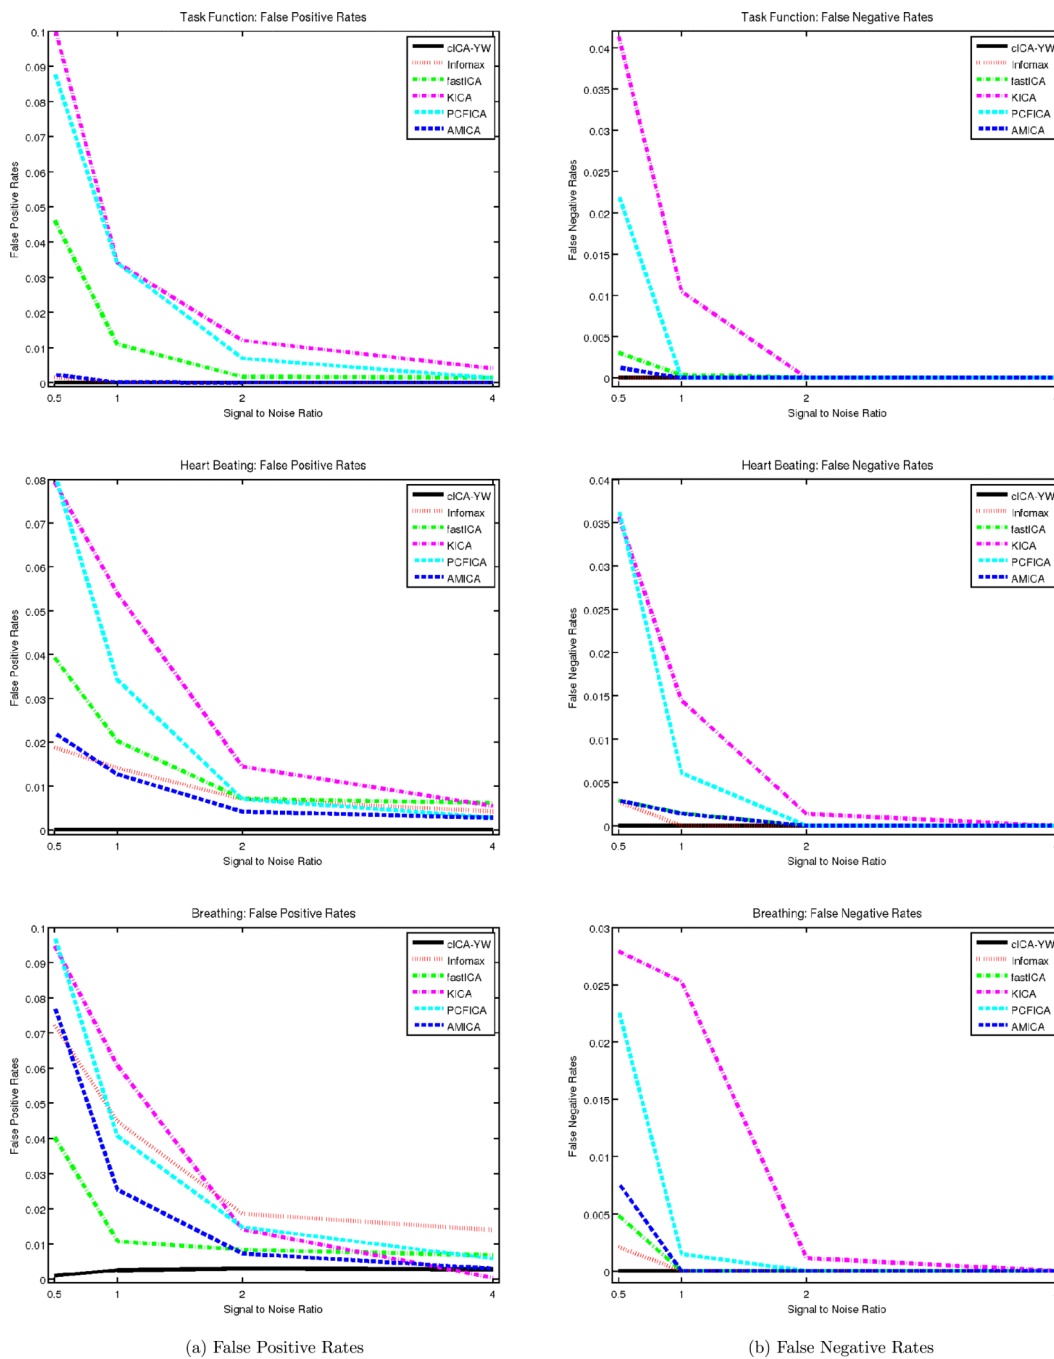 Task Function: False Positive Rates
0.1
0.09
0.08
0.07
0.06
0.05
0.04
0.03
0.02
0.01
0
0.5 1 2 4
False Positive Rates
Signal to Noise Ratio
cICA-YW
Infomax
fastICA
KICA
PCFICA
AMICA
Task Function: False Negative Rates
0.04
0.035
0.03
0.025
0.02
0.015
0.01
0.005
0
0.5 1 2
False Negative Rates
Signal to Noise Ratio
cICA-YW
Infomax
fastICA
KICA
PCFICA
AMICA
Heart Beating: False Positive Rates
0.08
0.07
0.06
0.05
0.04
0.03
0.02
0.01
0
0.5 1 2 4
False Positive Rates
Signal to Noise Ratio
cICA-YW
Infomax
fastICA
KICA
PCFICA
AMICA
Heart Beating: False Negative Rates
0.04
0.035
0.03
0.025
0.02
0.015
0.01
0.005
0
0.5 1 2
False Negative Rates
Signal to Noise Ratio
cICA-YW
Infomax
fastICA
KICA
PCFICA
AMICA
Breathing: False Positive Rates
0.1
0.09
0.08
0.07
0.06
0.05
0.04
0.03
0.02
0.01
0
0.5 1 2 4
False Positive Rates
Signal to Noise Ratio
cICA-YW
Infomax
fastICA
KICA
PCFICA
AMICA
Breathing: False Negative Rates
0.03
0.025
0.02
0.015
0.01
0.005
0
0.5 1 2
False Negative Rates
Signal to Noise Ratio
cICA-YW
Infomax
fastICA
KICA
PCFICA
AMICA
(a) False Positive Rates
(b) False Negative Rates